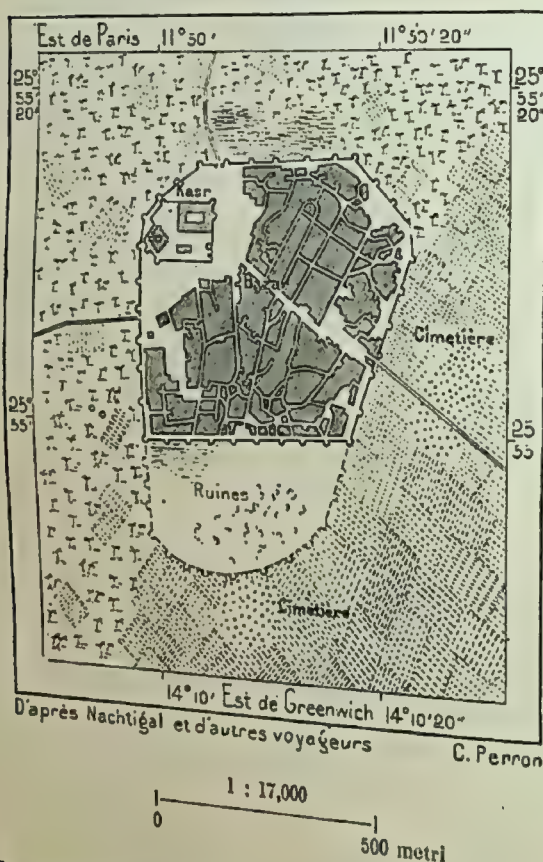 Est de Paris 11°50' 11°55'20"
25° 55' 20" 25° 55' 20"
Kasr
Bazar
Cimetière
25° 55' 25 55
Ruines
Cimetière
14°10' Est de Greenwich 14°10'20"
D'après Nachtigal et d'autres voyageurs
C. Perron
1 : 17,000
0 500 metri